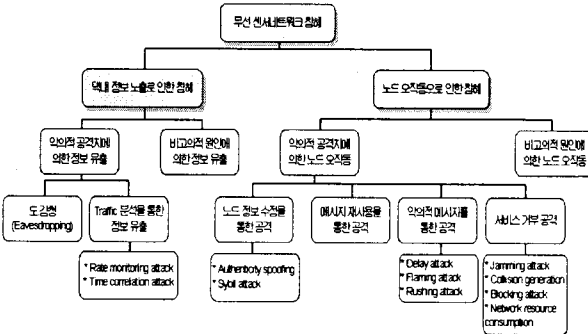 무선 센서네트워크 침해
댁내 정보 노출로 인한 침해
노드 오작동으로 인한 침해
악의적 공격자에
의한 정보 유출
비고의적 원인에
의한 정보 유출
악의적 공격자에
의한 노드 오작동
비고의적 원인에
의한 노드 오작동
도감청
(Eavesdropping)
Traffic 분석을 통한
정보 유출
노드 정보 수정을
통한 공격
메시지 재사용을
통한 공격
악의적 메시지를
통한 공격
서비스 거부 공격
* Rate monitoring attack
* Time correlation attack
* Authenticity spoofing
* Sybil attack
* Delay attack
* Flaming attack
* Rushing attack
* Jamming attack
* Collision generation
* Blocking attack
* Network resource
consumption